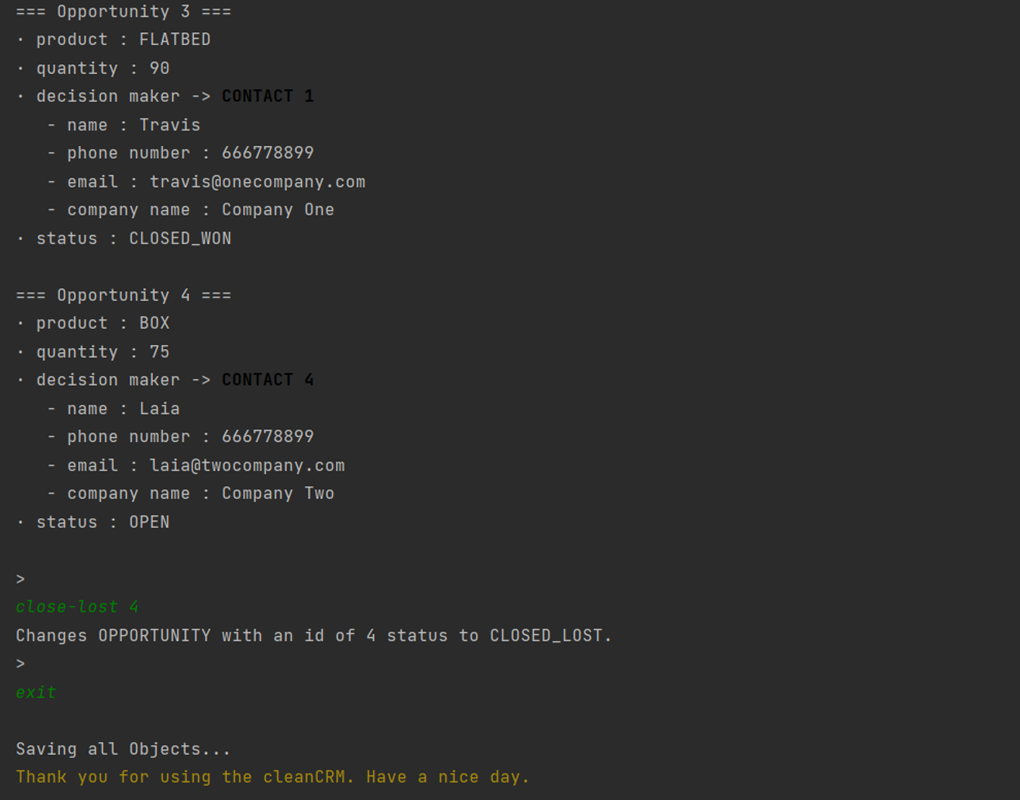 === Opportunity 3 ===
· product : FLATBED
· quantity : 90
· decision maker -> CONTACT 1
- name : Travis
- phone number : 666778899
- email : travis@onecompany.com
- company name : Company One
· status : CLOSED_WON
=== Opportunity 4 ===
· product : BOX
· quantity : 75
· decision maker -> CONTACT 4
- name : Laia
- phone number : 666778899
- email : laia@twocompany.com
- company name : Company Two
· status : OPEN
>
close-lost 4
Changes OPPORTUNITY with an id of 4 status to CLOSED_LOST.
>
exit
Saving all Objects...
Thank you for using the cleanCRM. Have a nice day.